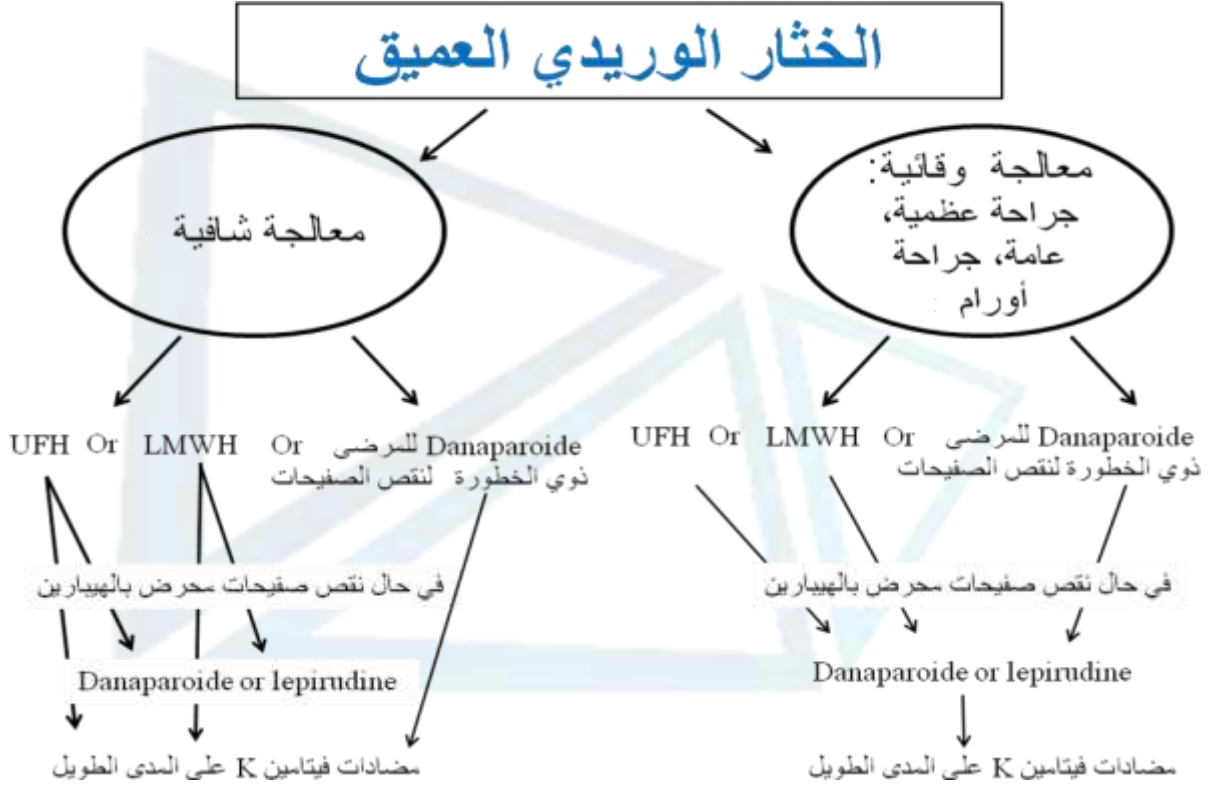 الخثار الوريدي العميق
معالجة وقائية:
جراحة عظمية،
عامة، جراحة
أورام
معالجة شافية
UFH Or LMWH Or Danaparoide للمرضى
ذوي الخطورة لنقص الصفيحات
في حال نقص صفيحات محرض بالهيبارين
Danaparoide or lepirudine
مضادات فيتامين K على المدى الطويل
UFH Or LMWH Or Danaparoide للمرضى
ذوي الخطورة لنقص الصفيحات
في حال نقص صفيحات محرض بالهيبارين
Danaparoide or lepirudine
مضادات فيتامين K على المدى الطويل